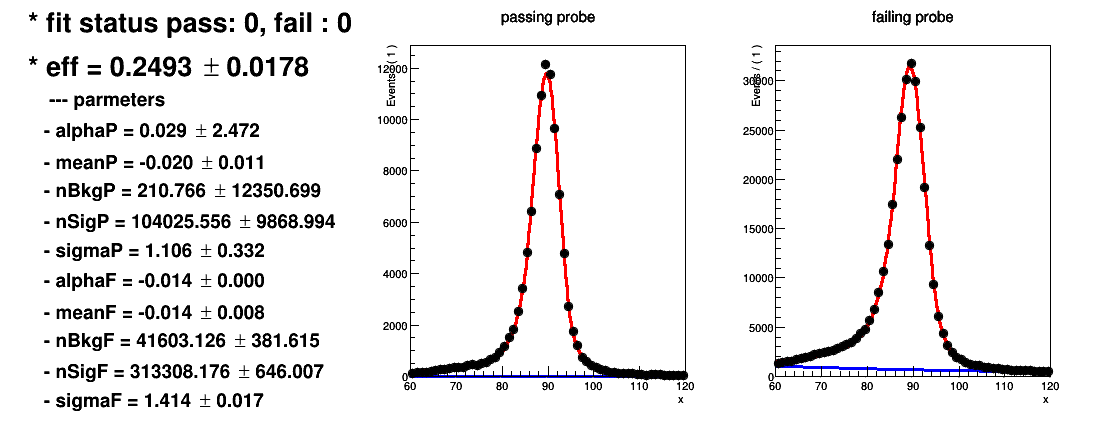 * fit status pass: 0, fail : 0
* eff = 0.2493 ± 0.0178
--- parmeters
- alphaP = 0.029 ± 2.472
- meanP = -0.020 ± 0.011
- nBkgP = 210.766 ± 12350.699
- nSigP = 104025.556 ± 9868.994
- sigmaP = 1.106 ± 0.332
- alphaF = -0.014 ± 0.000
- meanF = -0.014 ± 0.008
- nBkgF = 41603.126 ± 381.615
- nSigF = 313308.176 ± 646.007
- sigmaF = 1.414 ± 0.017
passing probe
Events / ( 1 )
12000
10000
8000
6000
4000
2000
0
60 70 80 90 100 110 120
x
failing probe
Events / ( 1 )
30000
25000
20000
15000
10000
5000
0
60 70 80 90 100 110 120
x